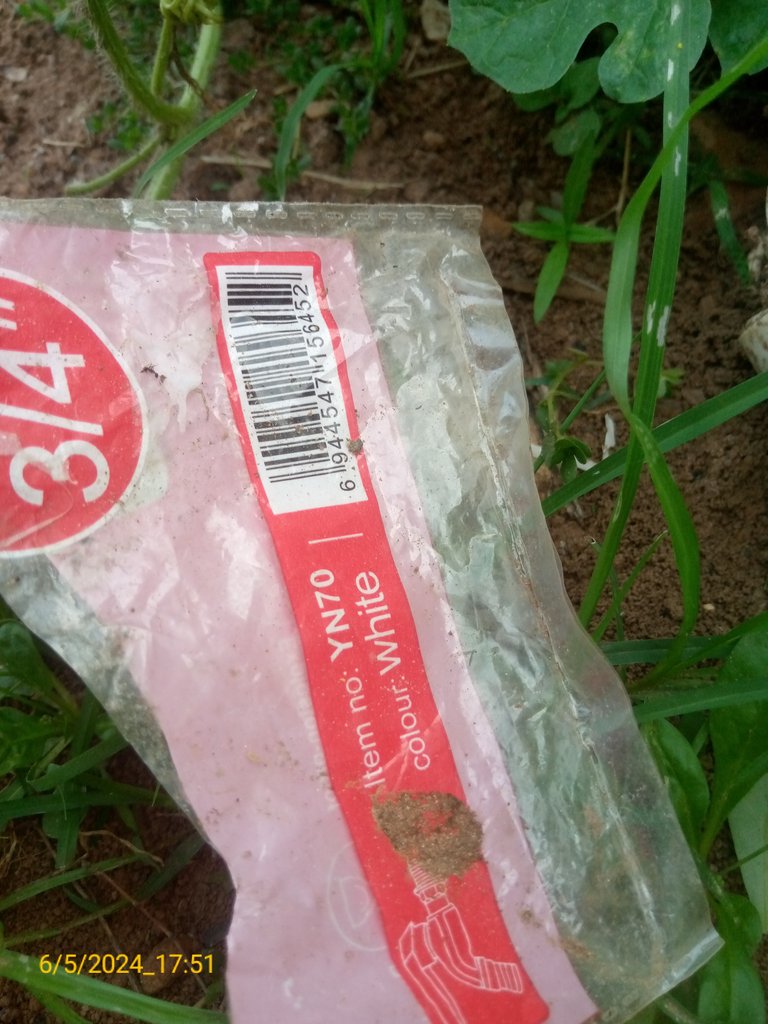 3/4"
6 944547 156452
Item no: YN70
colour: White
6/5/2024_17:51